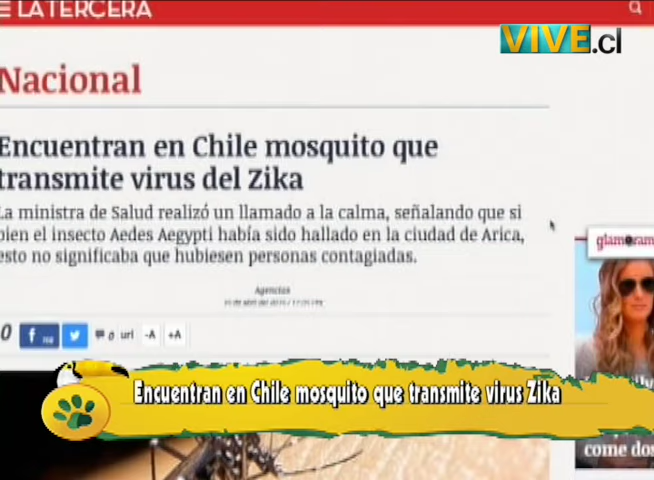 LATERCERA
VIVE.cl
Nacional
Encuentran en Chile mosquito que
transmite virus del Zika
La ministra de Salud realizó un llamado a la calma, señalando que si
bien el insecto Aedes Aegypti había sido hallado en la ciudad de Arica,
esto no significaba que hubiesen personas contagiadas.
glamorama
Agencias
0 f url -A +A
Encuentran en Chile mosquito que transmite virus Zika
come dos